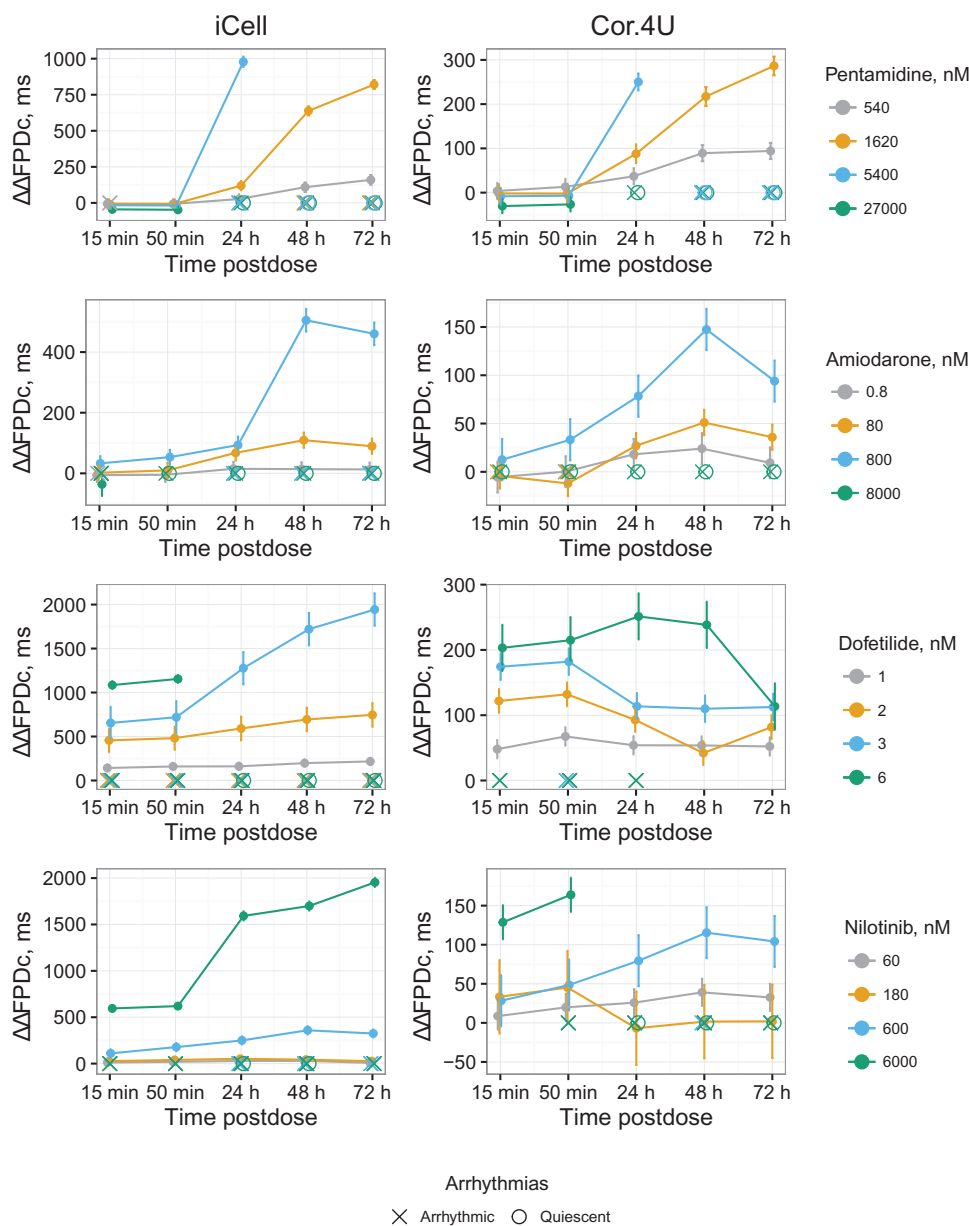 iCell
Cor.4U
ΔΔFPDc, ms
1000
750
500
250
0
15 min 50 min 24 h 48 h 72 h
Time postdose
ΔΔFPDc, ms
300
200
100
0
15 min 50 min 24 h 48 h 72 h
Time postdose
Pentamidine, nM
540
1620
5400
27000
ΔΔFPDc, ms
400
200
0
15 min 50 min 24 h 48 h 72 h
Time postdose
ΔΔFPDc, ms
150
100
50
0
15 min 50 min 24 h 48 h 72 h
Time postdose
Amiodarone, nM
0.8
80
800
8000
ΔΔFPDc, ms
2000
1500
1000
500
0
15 min 50 min 24 h 48 h 72 h
Time postdose
ΔΔFPDc, ms
300
200
100
0
15 min 50 min 24 h 48 h 72 h
Time postdose
Dofetilide, nM
1
2
3
6
ΔΔFPDc, ms
2000
1500
1000
500
0
15 min 50 min 24 h 48 h 72 h
Time postdose
ΔΔFPDc, ms
150
100
50
0
−50
15 min 50 min 24 h 48 h 72 h
Time postdose
Nilotinib, nM
60
180
600
6000
Arrhythmias
Arrhythmic Quiescent